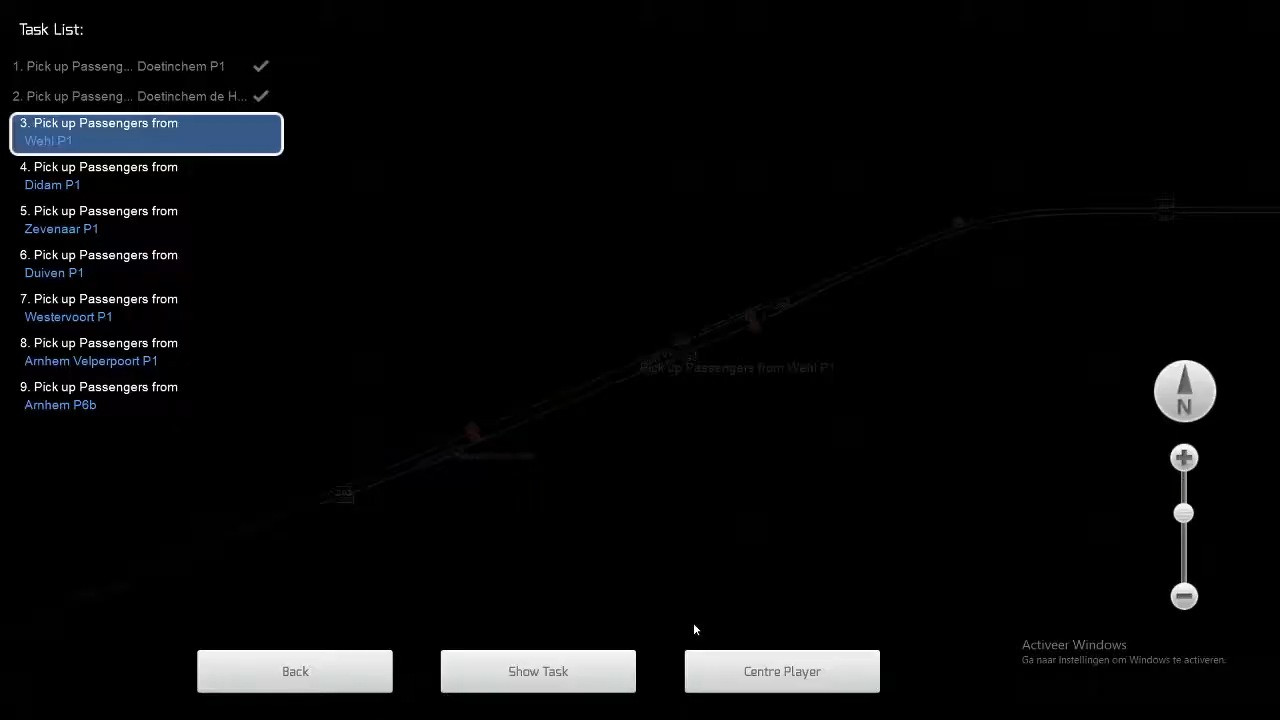 Task List:
1. Pick up Passeng... Doetinchem P1
2. Pick up Passeng... Doetinchem de H...
3. Pick up Passengers from
Wehl P1
4. Pick up Passengers from
Didam P1
5. Pick up Passengers from
Zevenaar P1
6. Pick up Passengers from
Duiven P1
7. Pick up Passengers from
Westervoort P1
8. Pick up Passengers from
Arnhem Velperpoort P1
9. Pick up Passengers from
Arnhem P6b
Pick up Passengers from Wehl P1
N
Activeer Windows
Ga naar Instellingen om Windows te activeren.
Back
Show Task
Centre Player